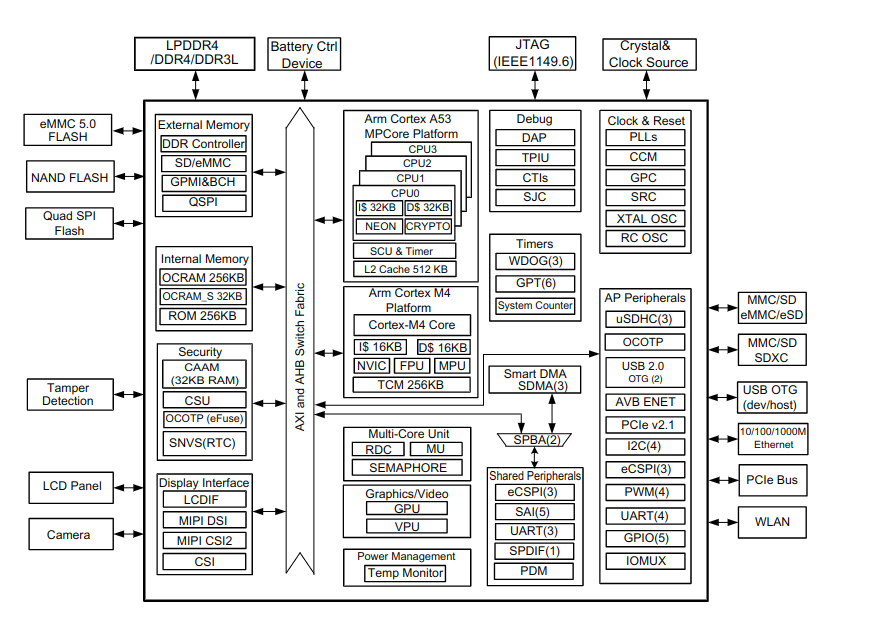 LPDDR4
/DDR4/DDR3L
Battery Ctrl
Device
JTAG
(IEEE1149.6)
Crystal&
Clock Source
eMMC 5.0
FLASH
NAND FLASH
Quad SPI
Flash
Tamper
Detection
LCD Panel
Camera
External Memory
DDR Controller
SD/eMMC
GPMI&BCH
QSPI
Internal Memory
OCRAM 256KB
OCRAM_S 32KB
ROM 256KB
Security
CAAM
(32KB RAM)
CSU
OCOTP (eFuse)
SNVS(RTC)
Display Interface
LCDIF
MIPI DSI
MIPI CSI2
CSI
AXI and AHB Switch Fabric
Arm Cortex A53
MPCore Platform
CPU3
CPU2
CPU1
CPU0
I$ 32KB
D$ 32KB
NEON
CRYPTO
SCU & Timer
L2 Cache 512 KB
Arm Cortex M4
Platform
Cortex-M4 Core
I$ 16KB
D$ 16KB
NVIC
FPU
MPU
TCM 256KB
Multi-Core Unit
RDC
MU
SEMAPHORE
Graphics/Video
GPU
VPU
Power Management
Temp Monitor
Debug
DAP
TPIU
CTIs
SJC
Timers
WDOG(3)
GPT(6)
System Counter
Smart DMA
SDMA(3)
SPBA(2)
Shared Peripherals
eCSPI(3)
SAI(5)
UART(3)
SPDIF(1)
PDM
Clock & Reset
PLLs
CCM
GPC
SRC
XTAL OSC
RC OSC
AP Peripherals
uSDHC(3)
OCOTP
USB 2.0
OTG (2)
AVB ENET
PCIe v2.1
I2C(4)
eCSPI(3)
PWM(4)
UART(4)
GPIO(5)
IOMUX
MMC/SD
eMMC/eSD
MMC/SD
SDXC
USB OTG
(dev/host)
10/100/1000M
Ethernet
PCIe Bus
WLAN